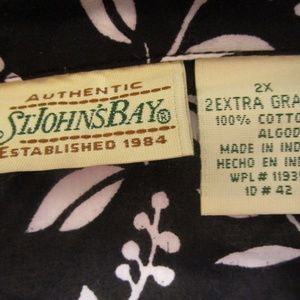 AUTHENTIC
ST. JOHN'S BAY®
ESTABLISHED 1984
2X
2EXTRA GRA
100% COTTO
ALGOD
MADE IN IND
HECHO EN IN
WPL# 1193
ID # 42